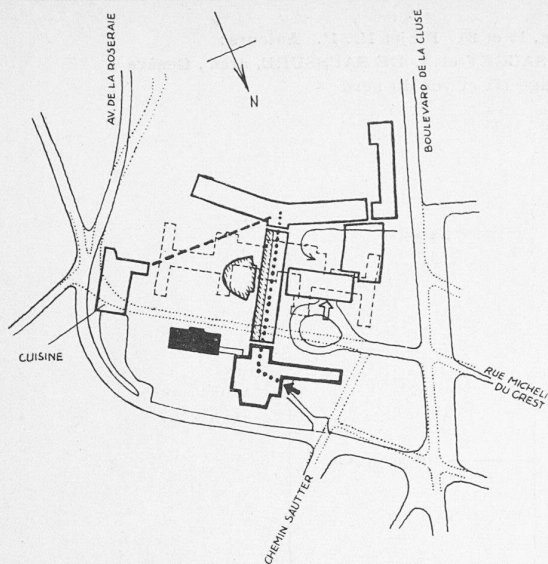 AV. DE LA ROSERAIE
BOULEVARD DE LA CLUSE
N
CUISINE
RUE MICHELI
DU CREST
CHEMIN SAUTTER